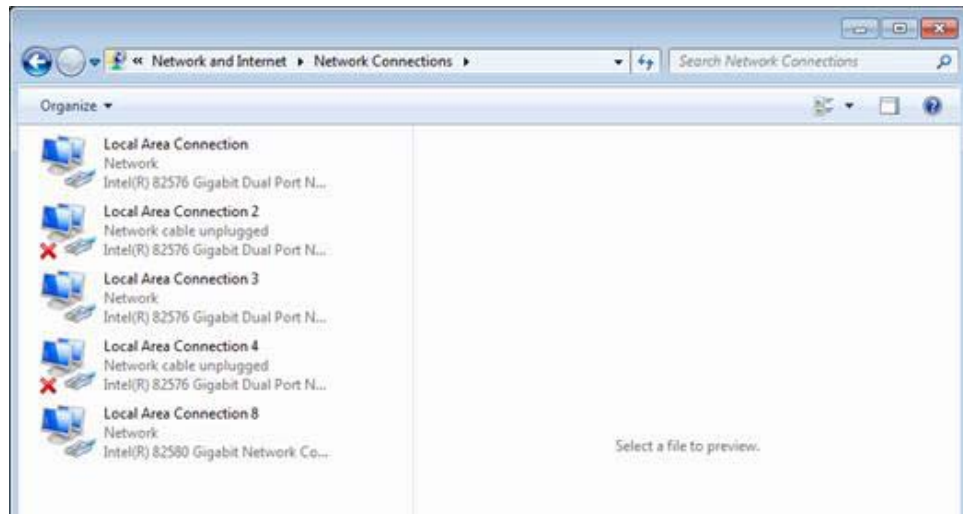 « Network and Internet ▸ Network Connections ▸
Search Network Connections
Organize
Local Area Connection
Network
Intel(R) 82576 Gigabit Dual Port N...
Local Area Connection 2
Network cable unplugged
Intel(R) 82576 Gigabit Dual Port N...
Local Area Connection 3
Network
Intel(R) 82576 Gigabit Dual Port N...
Local Area Connection 4
Network cable unplugged
Intel(R) 82576 Gigabit Dual Port N...
Local Area Connection 8
Network
Intel(R) 82580 Gigabit Network Co...
Select a file to preview.